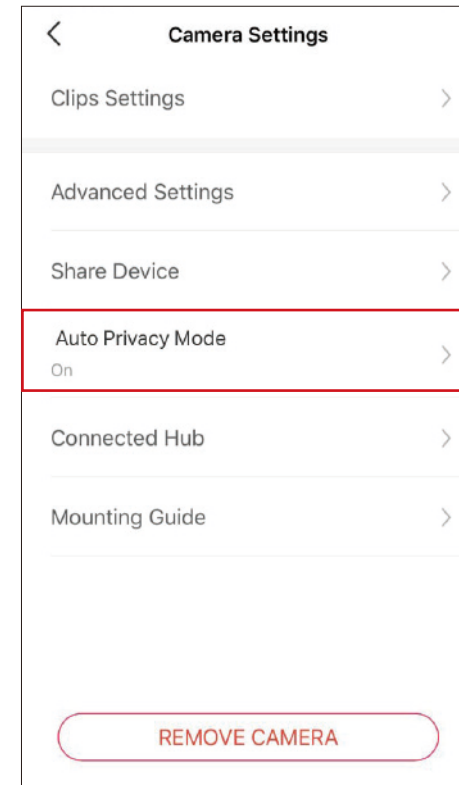 Camera Settings
Clips Settings
Advanced Settings
Share Device
Auto Privacy Mode
On
Connected Hub
Mounting Guide
REMOVE CAMERA